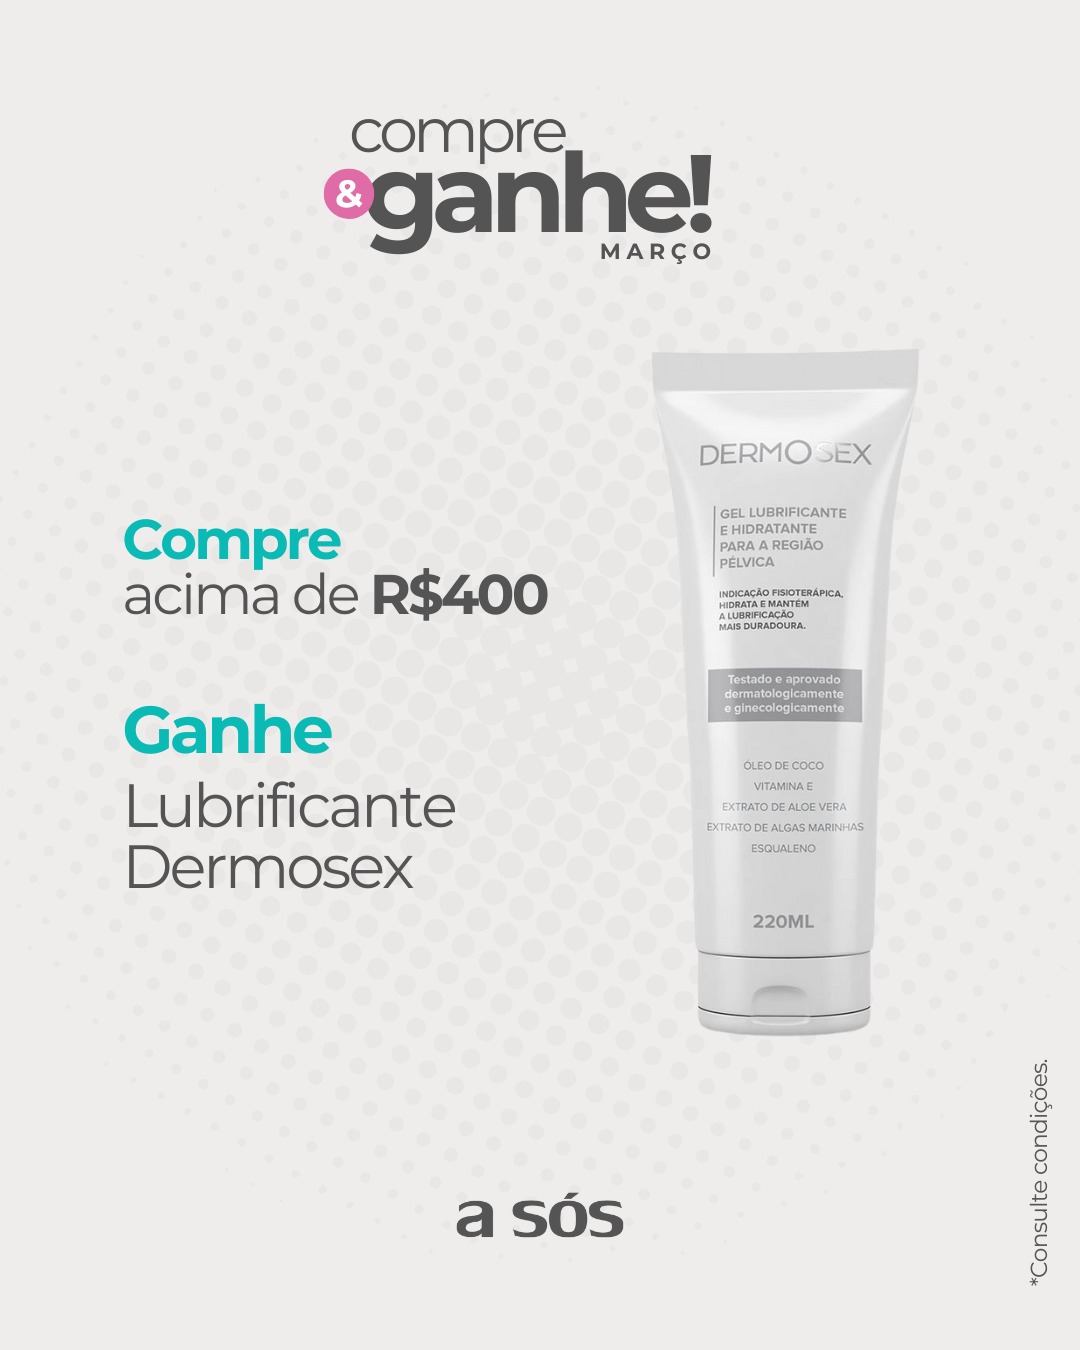 compre
&ganhe!
MARÇO
Compre
acima de R$400
Ganhe
Lubrificante
Dermosex
DERMOSEX
GEL LUBRIFICANTE
E HIDRATANTE
PARA A REGIÃO
PÉLVICA
INDICAÇÃO FISIOTERÁPICA,
HIDRATA E MANTÉM
A LUBRIFICAÇÃO
MAIS DURADOURA.
Testado e aprovado
dermatologicamente
e ginecologicamente
ÓLEO DE COCO
VITAMINA E
EXTRATO DE ALOE VERA
EXTRATO DE ALGAS MARINHAS
ESQUALENO
220ML
a sós
*Consulte condições.